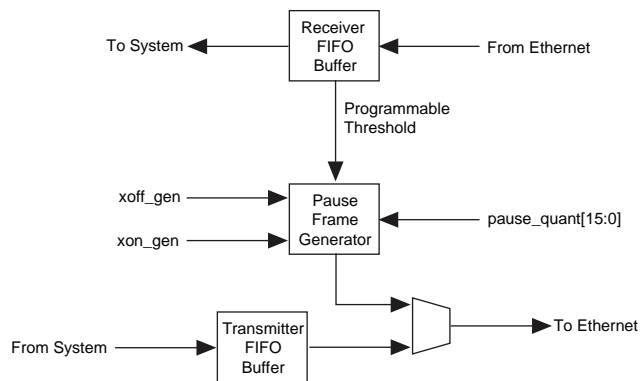 Receiver
FIFO
Buffer
To System
From Ethernet
Programmable
Threshold
xoff_gen
xon_gen
Pause
Frame
Generator
pause_quant[15:0]
To Ethernet
From System
Transmitter
FIFO
Buffer